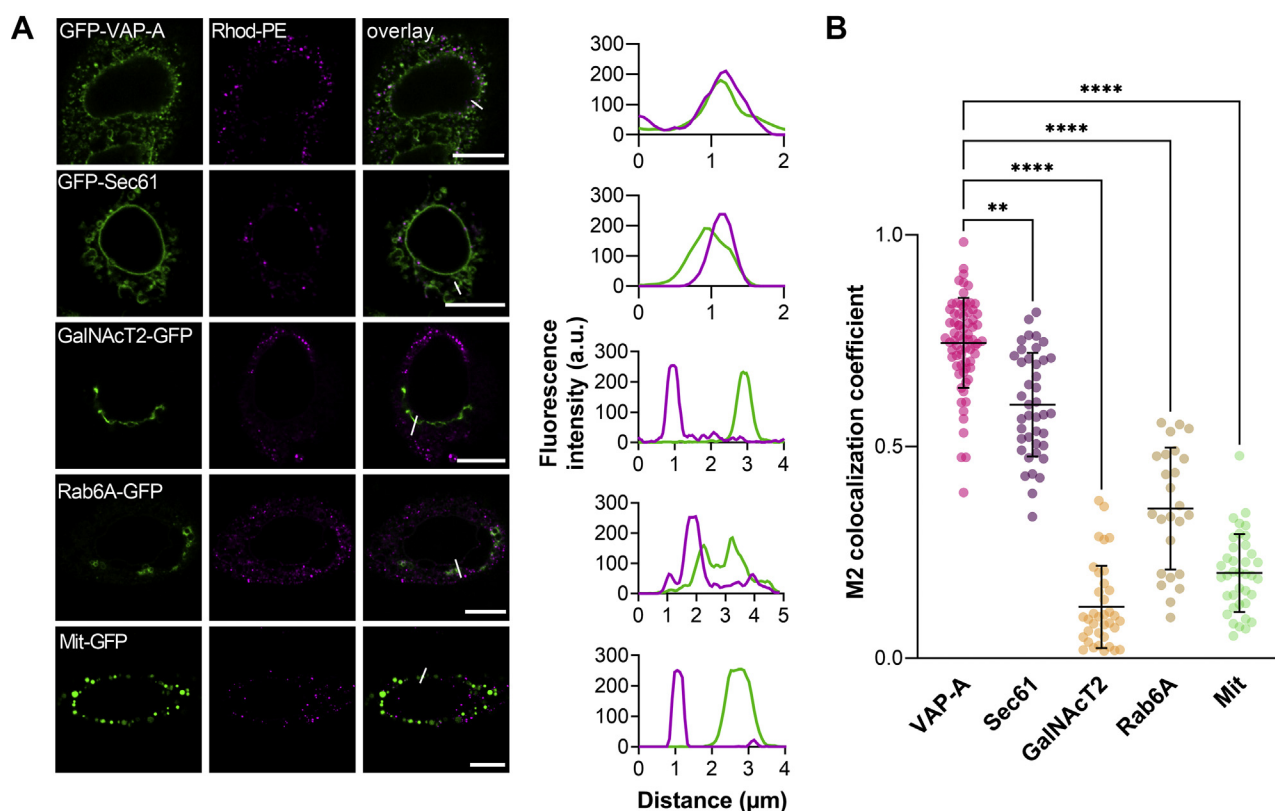 A
GFP-VAP-A
Rhod-PE
overlay
GFP-Sec61
GalNAcT2-GFP
Rab6A-GFP
Mit-GFP
Fluorescence
intensity (a.u.)
300
200
100
0
0 1 2
300
200
100
0
0 1 2
300
200
100
0
0 1 2 3 4 5
300
200
100
0
0 1 2 3 4 5
300
200
100
0
0 1 2 3 4
Distance (µm)
B
****
****
****
**
M2 colocalization coefficient
1.0
0.5
0.0
VAP-A
Sec61
GalNAcT2
Rab6A
Mit